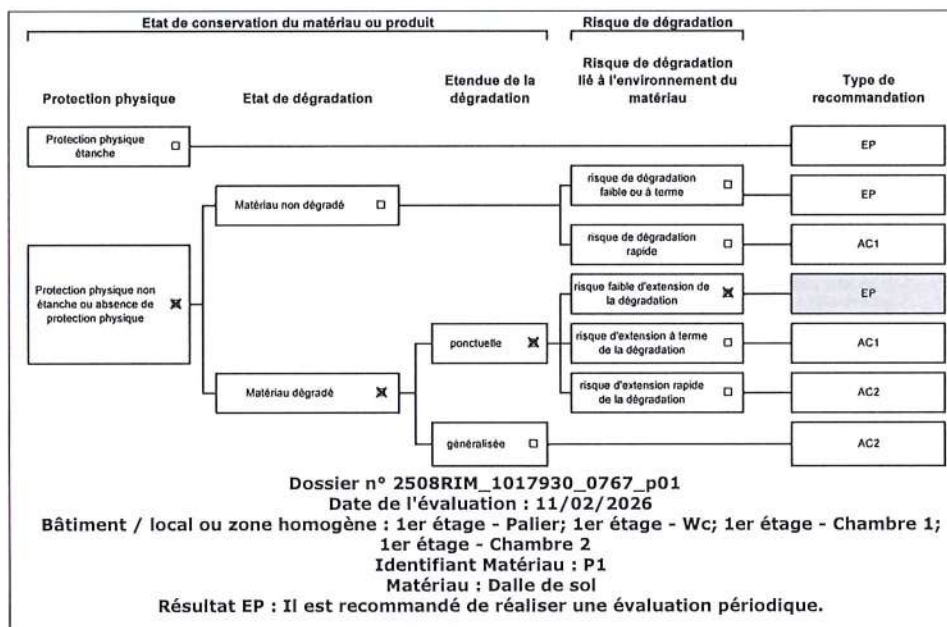 Etat de conservation du matériau ou produit
Risque de dégradation
Protection physique
Etat de dégradation
Etendue de la
dégradation
Risque de dégradation
lié à l'environnement du
matériau
Type de
recommandation
Protection physique
étanche
EP
Matériau non dégradé
risque de dégradation
faible ou à terme
EP
risque de dégradation
rapide
AC1
Protection physique non
étanche ou absence de
protection physique
risque faible d'extension de
la dégradation
EP
ponctuelle
risque d'extension à terme
de la dégradation
AC1
Matériau dégradé
risque d'extension rapide
de la dégradation
AC2
généralisée
AC2
Dossier n° 2508RIM_1017930_0767_p01
Date de l'évaluation : 11/02/2026
Bâtiment / local ou zone homogène : 1er étage - Palier; 1er étage - Wc; 1er étage - Chambre 1;
1er étage - Chambre 2
Identifiant Matériau : P1
Matériau : Dalle de sol
Résultat EP : Il est recommandé de réaliser une évaluation périodique.